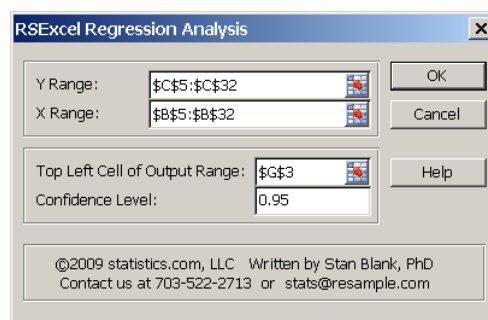 RSExcel Regression Analysis
Y Range: $C$5:$C$32
X Range: $B$5:$B$32
OK
Cancel
Top Left Cell of Output Range: $G$3
Confidence Level: 0.95
Help
©2009 statistics.com, LLC Written by Stan Blank, PhD
Contact us at 703-522-2713 or stats@resample.com